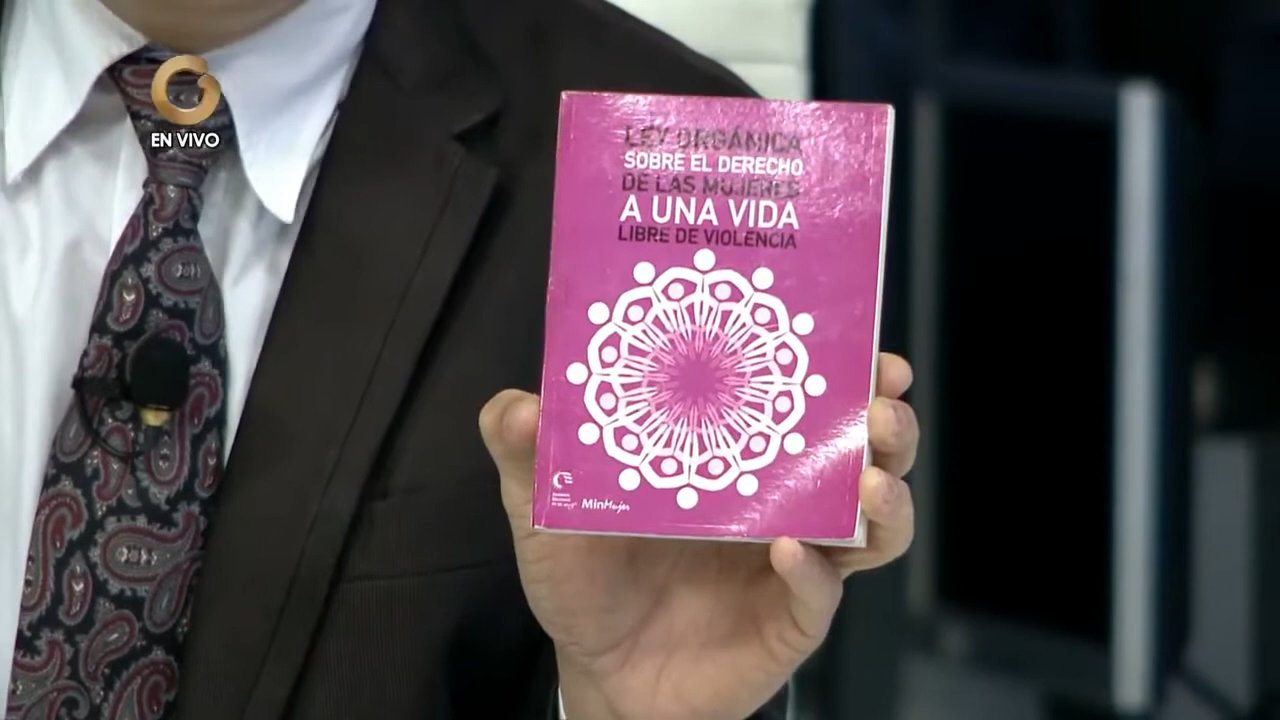 EN VIVO
LEY ORGÁNICA
SOBRE EL DERECHO
DE LAS MUJERES
A UNA VIDA
LIBRE DE VIOLENCIA
MinMujer